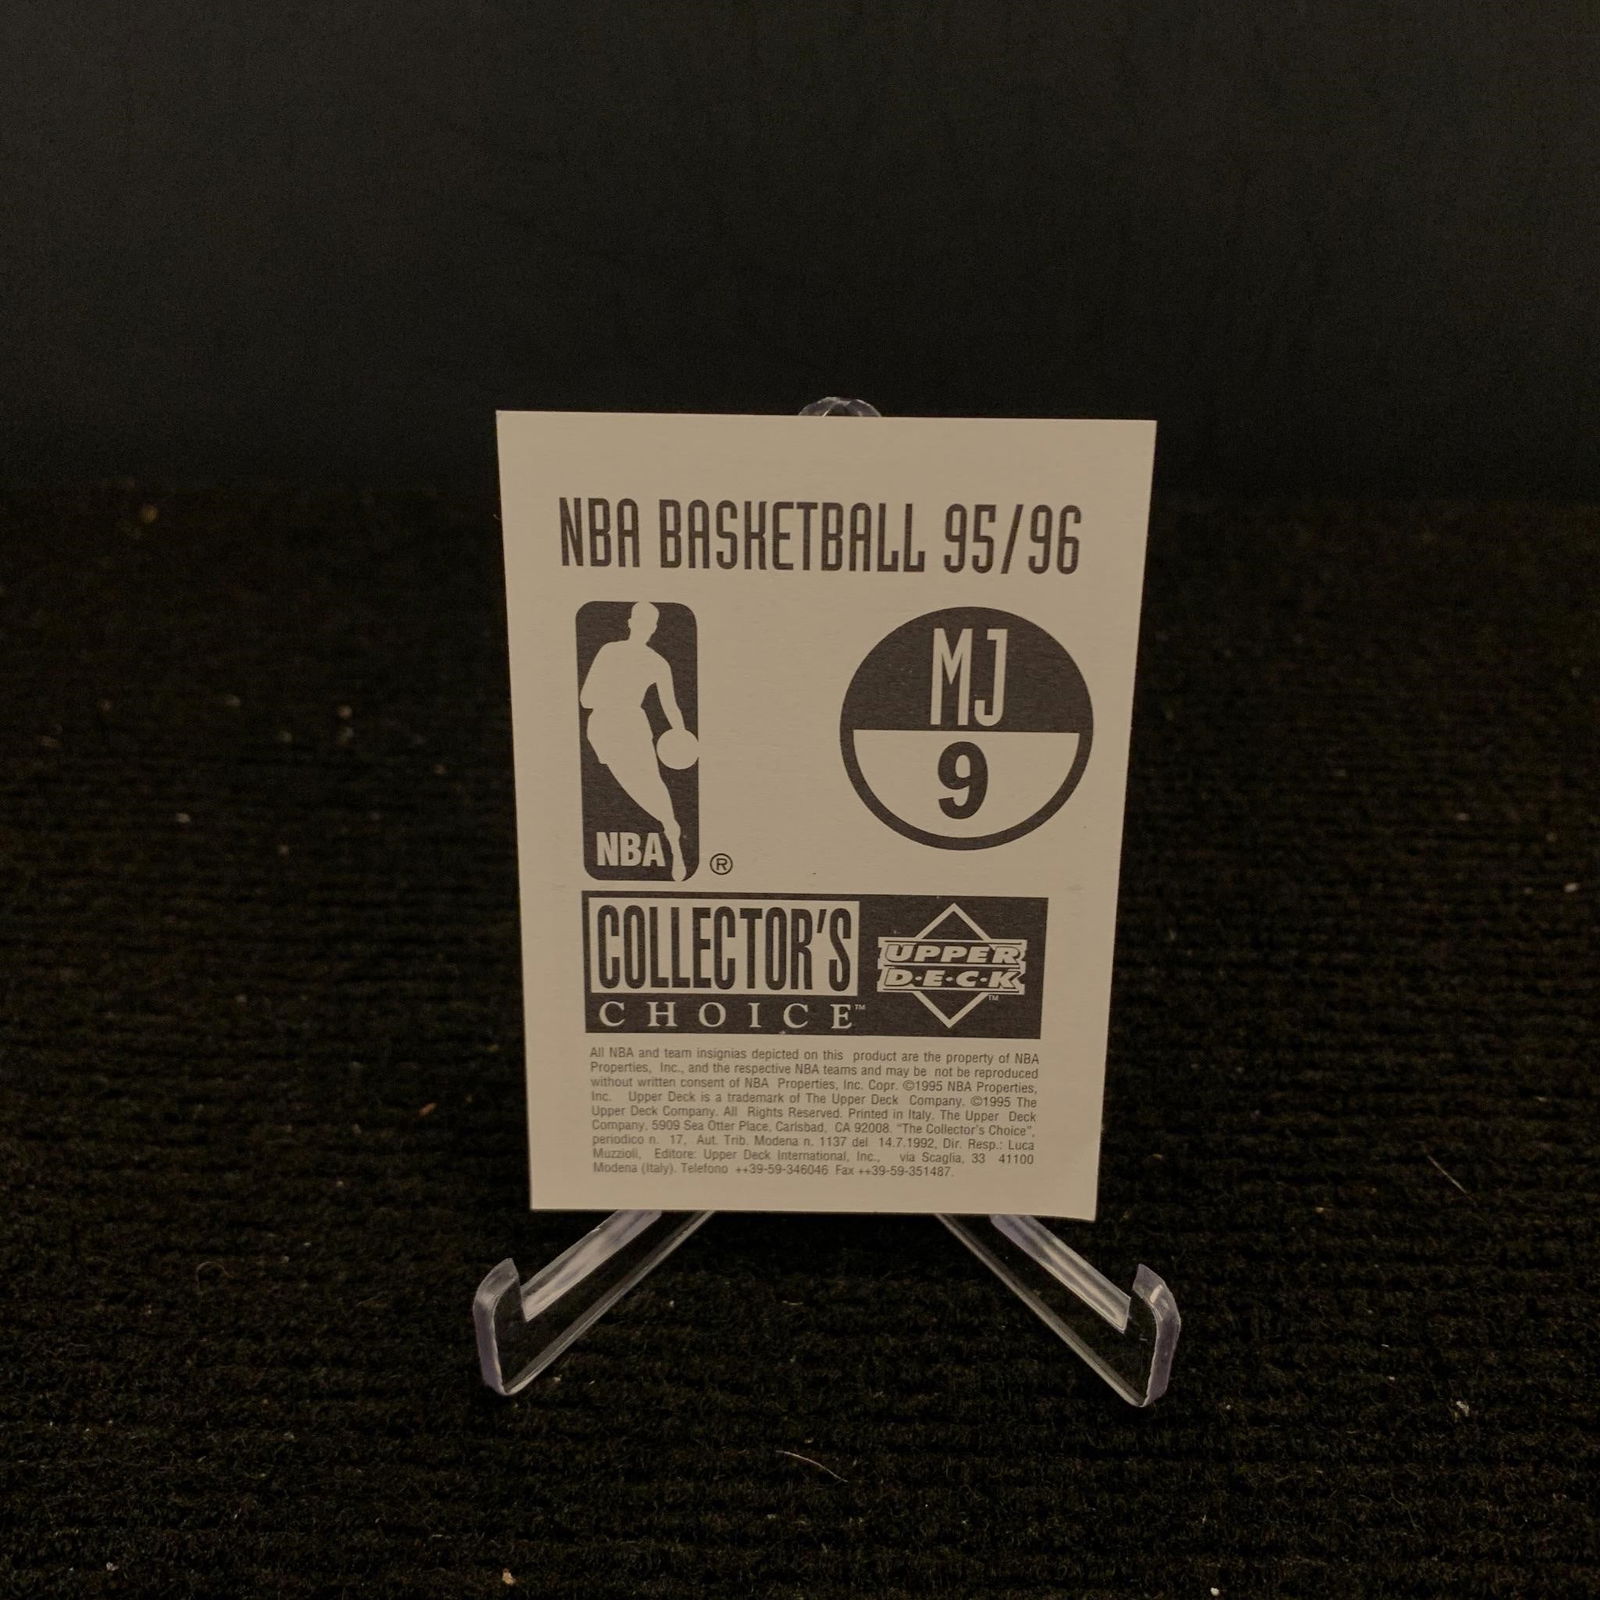 NBA BASKETBALL 95/96
MJ
9
NBA ®
COLLECTOR'S
CHOICE™
UPPER
D·E·C·K™
All NBA and team insignias depicted on this product are the property of NBA
Properties, Inc., and the respective NBA teams and may be not be reproduced
without written consent of NBA Properties, Inc. Copr. ©1995 NBA Properties,
Inc. Upper Deck is a trademark of The Upper Deck Company. ©1995 The
Upper Deck Company. All Rights Reserved. Printed in Italy. The Upper Deck
Company, 5909 Sea Otter Place, Carlsbad, CA 92008. "The Collector's Choice",
periodico n. 17, Aut. Trib. Modena n. 1137 del 14.7.1992, Dir. Resp.: Luca
Muzzioli, Editore: Upper Deck International, Inc., via Scaglia, 33 41100
Modena (Italy). Telefono ++39-59-346046 Fax ++39-59-351487.